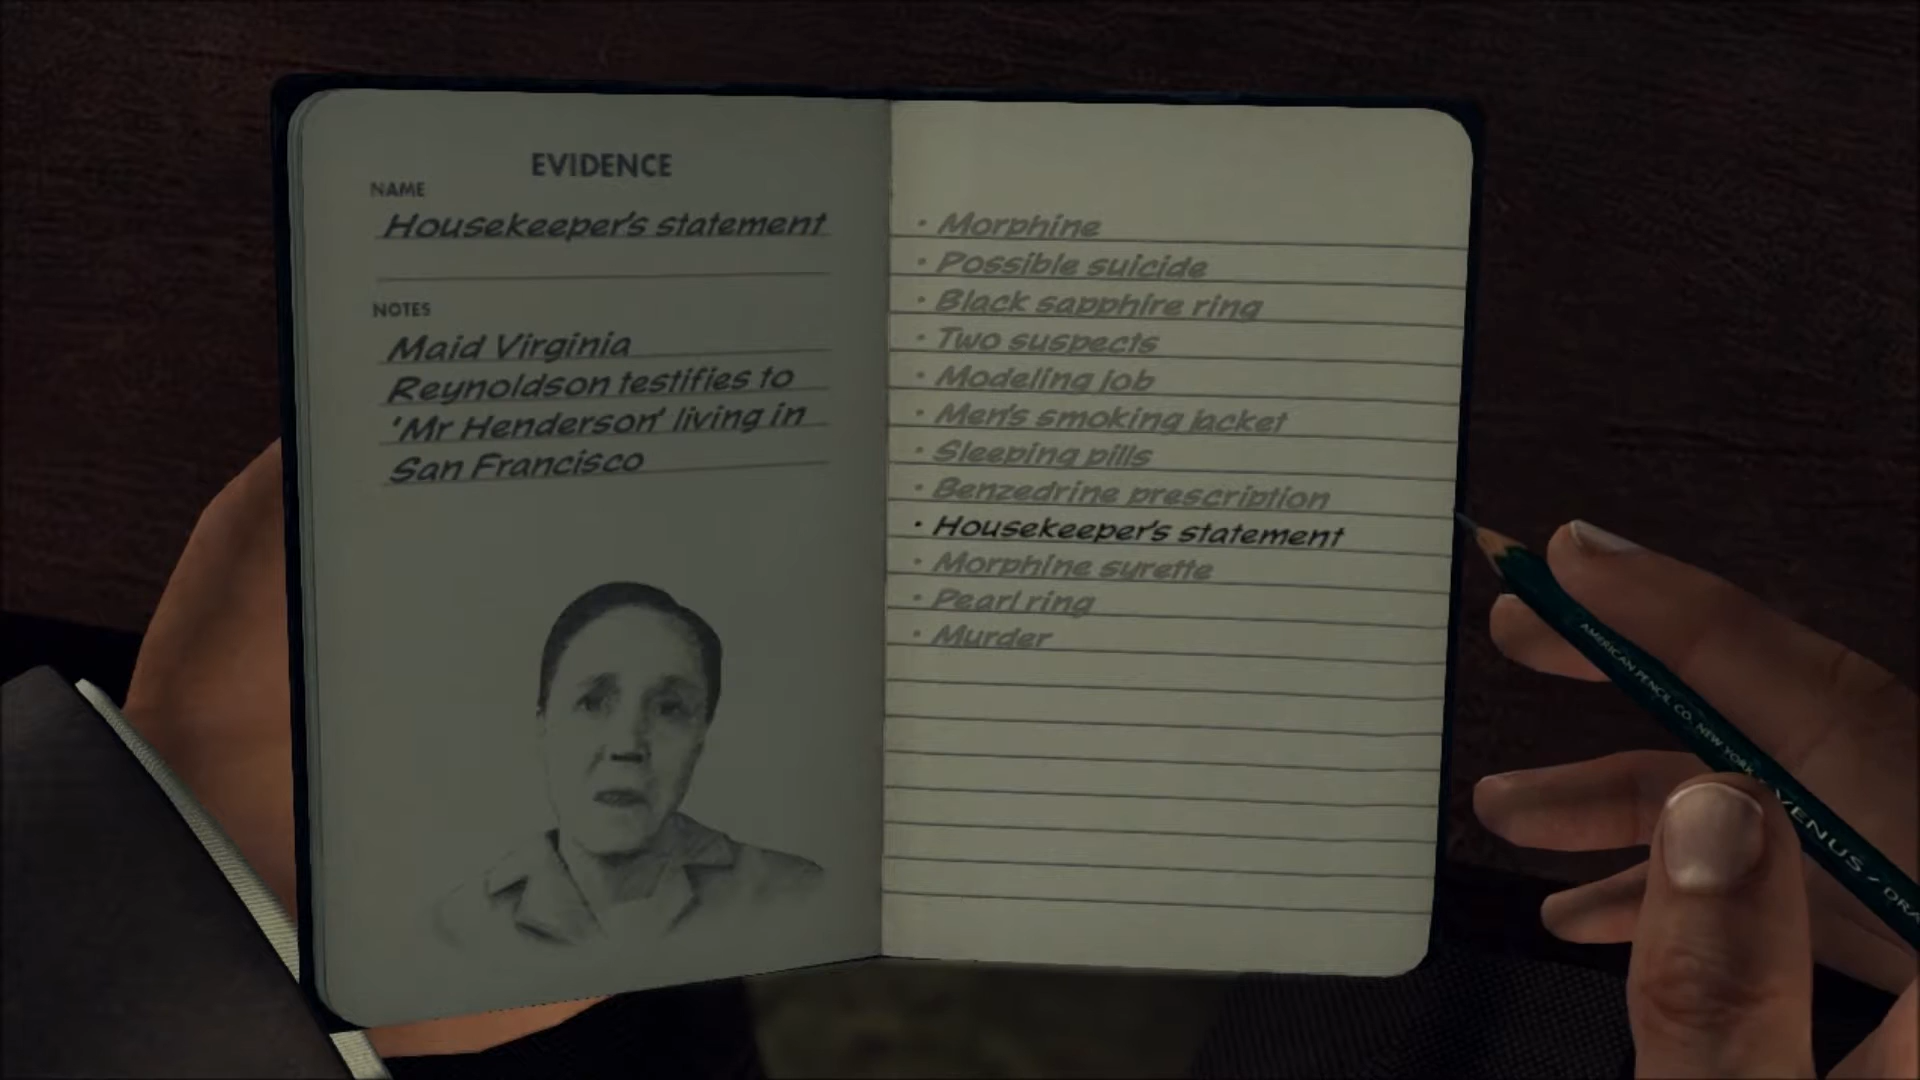 EVIDENCE
NAME
Housekeeper's statement
NOTES
Maid Virginia
Reynoldson testifies to
'Mr Henderson' living in
San Francisco
• Morphine
• Possible suicide
• Black sapphire ring
• Two suspects
• Modeling job
• Men's smoking jacket
• Sleeping pills
• Benzedrine prescription
• Housekeeper's statement
• Morphine syrette
• Pearl ring
• Murder
AMERICAN PENCIL CO. NEW YORK VENUS / DRA